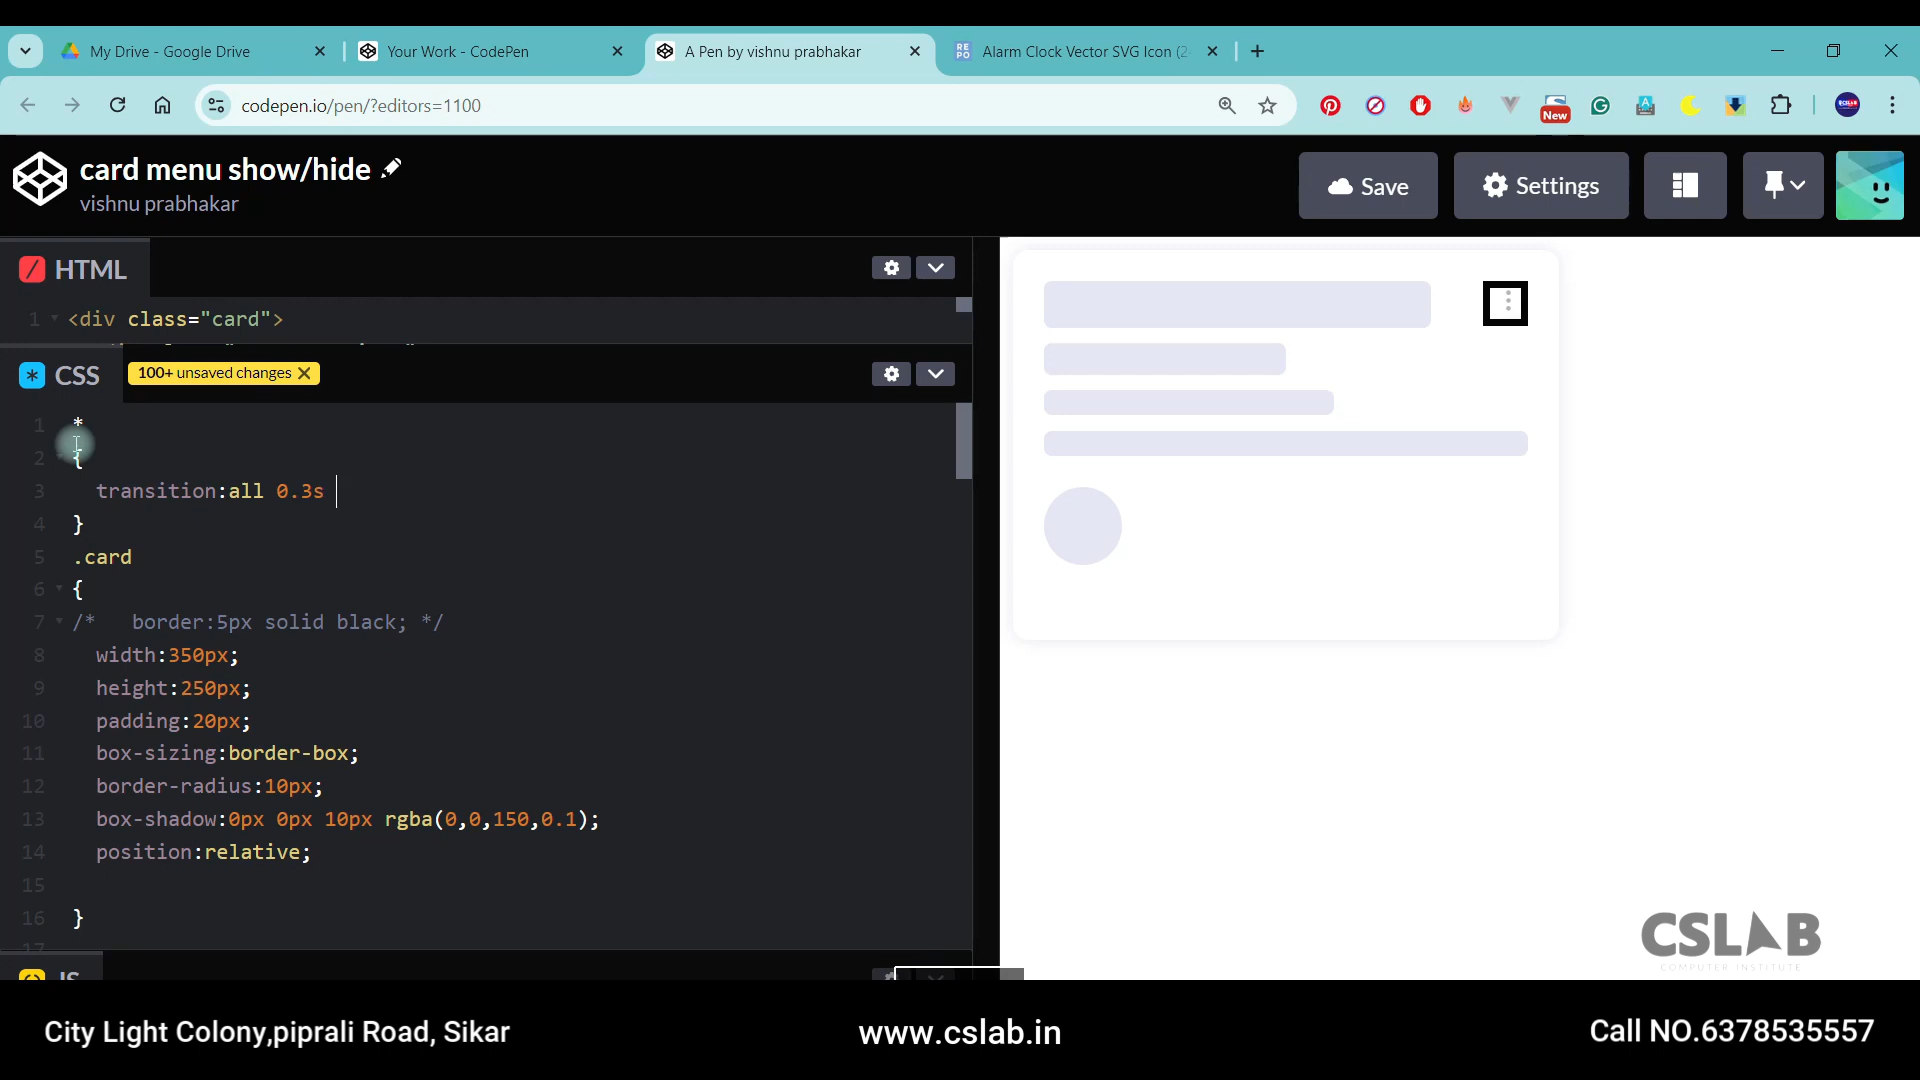 My Drive - Google Drive
Your Work - CodePen
A Pen by vishnu prabhakar
REPO
Alarm Clock Vector SVG Icon (2
codepen.io/pen/?editors=1100
New
card menu show/hide
vishnu prabhakar
Save
Settings
HTML
1 <div class="card">
CSS
100+ unsaved changes
1 *
2 {
3 transition:all 0.3s
4 }
5 .card
6 {
7 /* border:5px solid black; */
8 width:350px;
9 height:250px;
10 padding:20px;
11 box-sizing:border-box;
12 border-radius:10px;
13 box-shadow:0px 0px 10px rgba(0,0,150,0.1);
14 position:relative;
15
16 }
17
JS
CSLAB
COMPUTER INSTITUTE
City Light Colony,piprali Road, Sikar
www.cslab.in
Call NO.6378535557